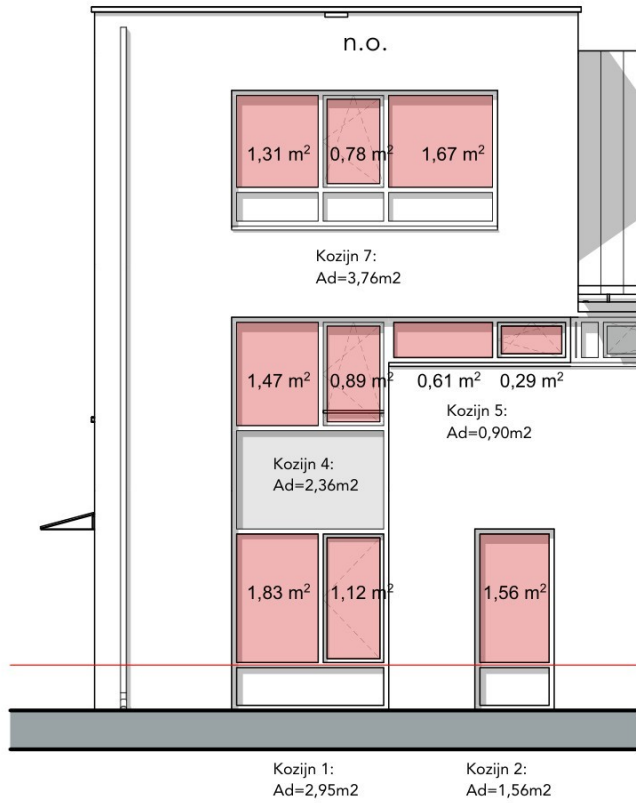 n.o.
1,31 m² 0,78 m² 1,67 m²
Kozijn 7:
Ad=3,76m2
1,47 m² 0,89 m² 0,61 m² 0,29 m²
Kozijn 5:
Ad=0,90m2
Kozijn 4:
Ad=2,36m2
1,83 m² 1,12 m² 1,56 m²
Kozijn 1:
Ad=2,95m2
Kozijn 2:
Ad=1,56m2